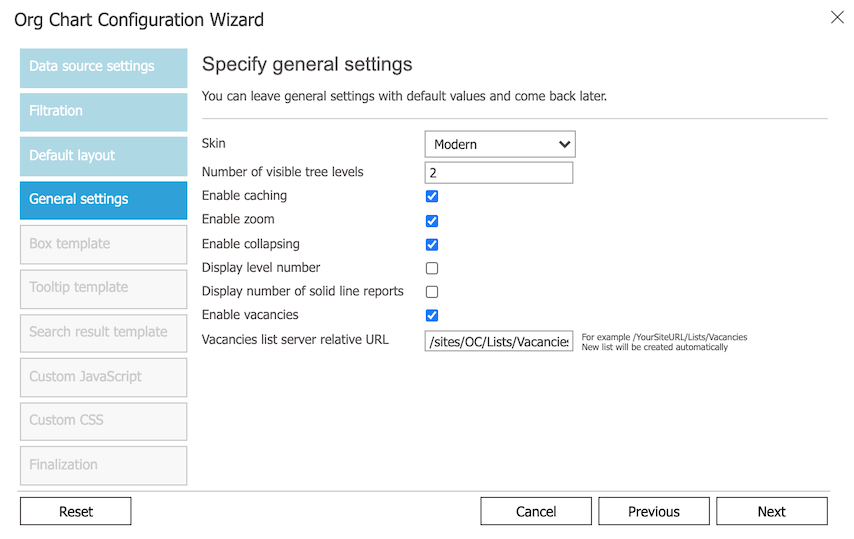 Org Chart Configuration Wizard
Data source settings
Filtration
Default layout
General settings
Box template
Tooltip template
Search result template
Custom JavaScript
Custom CSS
Finalization
Specify general settings
You can leave general settings with default values and come back later.
Skin
Modern
Number of visible tree levels
2
Enable caching
Enable zoom
Enable collapsing
Display level number
Display number of solid line reports
Enable vacancies
Vacancies list server relative URL
/sites/OC/Lists/Vacancies
For example /YourSiteURL/Lists/Vacancies
New list will be created automatically
Reset
Cancel
Previous
Next